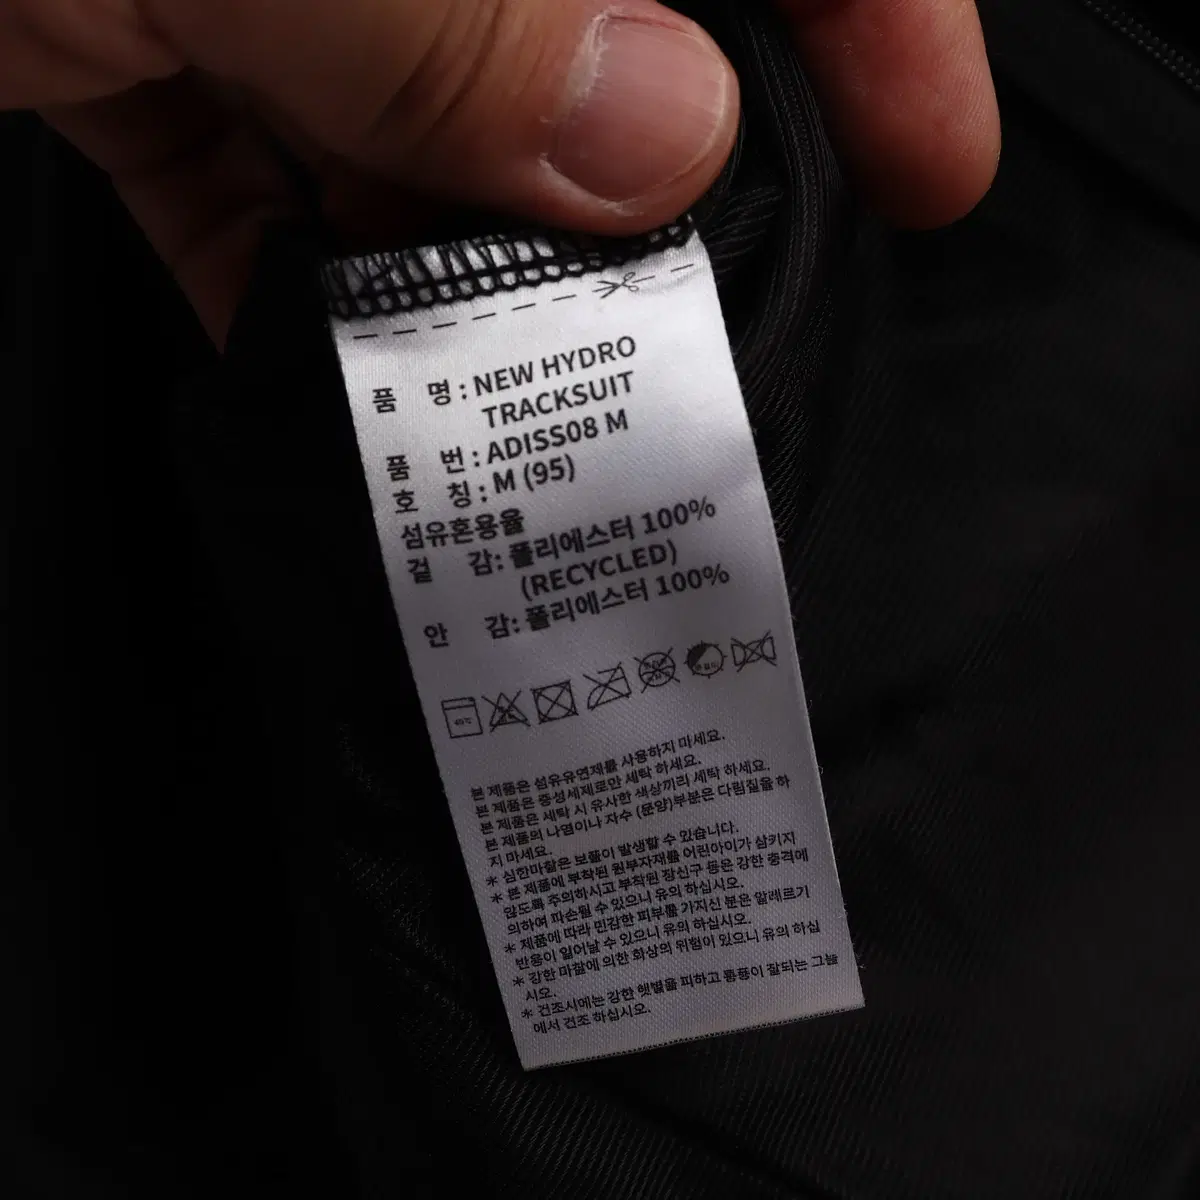 품 명 : NEW HYDRO
TRACKSUIT
품 번 : ADISS08 M
호 칭 : M (95)
섬유혼용율
겉 감: 폴리에스터 100%
(RECYCLED)
안 감: 폴리에스터 100%
본 제품은 섬유유연제를 사용하지 마세요.
본 제품은 중성세제로만 세탁 하세요.
본 제품은 세탁 시 유사한 색상끼리 세탁 하세요.
본 제품의 나염이나 자수 (문양)부분은 다림질을 하
지 마세요.
* 심한마찰은 보풀이 발생할 수 있습니다.
* 본 제품에 부착된 원부자재를 어린아이가 삼키지
않도록 주의하시고 부착된 장신구 등은 강한 충격에
의하여 파손될 수 있으니 유의 하십시오.
* 제품에 따라 민감한 피부를 가지신 분은 알레르기
반응이 일어날 수 있으니 유의 하십시오.
* 강한 마찰에 의한 화상의 위험이 있으니 유의 하십
시오.
* 건조시에는 강한 햇볕을 피하고 통풍이 잘되는 그늘
에서 건조 하십시오.